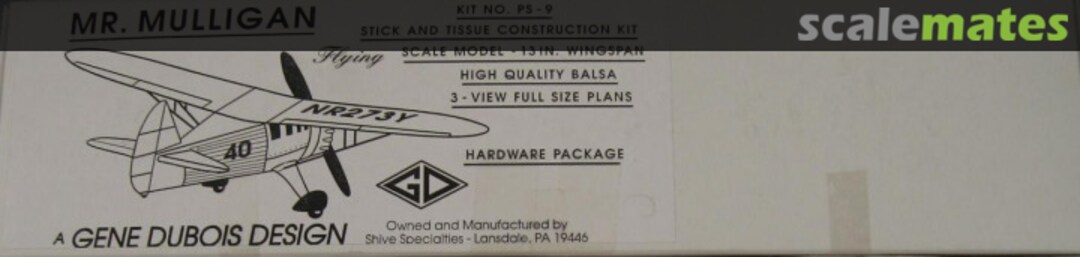 MR. MULLIGAN
KIT NO. PS-9
STICK AND TISSUE CONSTRUCTION KIT
Flying SCALE MODEL - 13 IN. WINGSPAN
HIGH QUALITY BALSA
3 - VIEW FULL SIZE PLANS
HARDWARE PACKAGE
NR273Y
40
GD
A GENE DUBOIS DESIGN
Owned and Manufactured by
Shive Specialties - Lansdale, PA 19446
scalemates